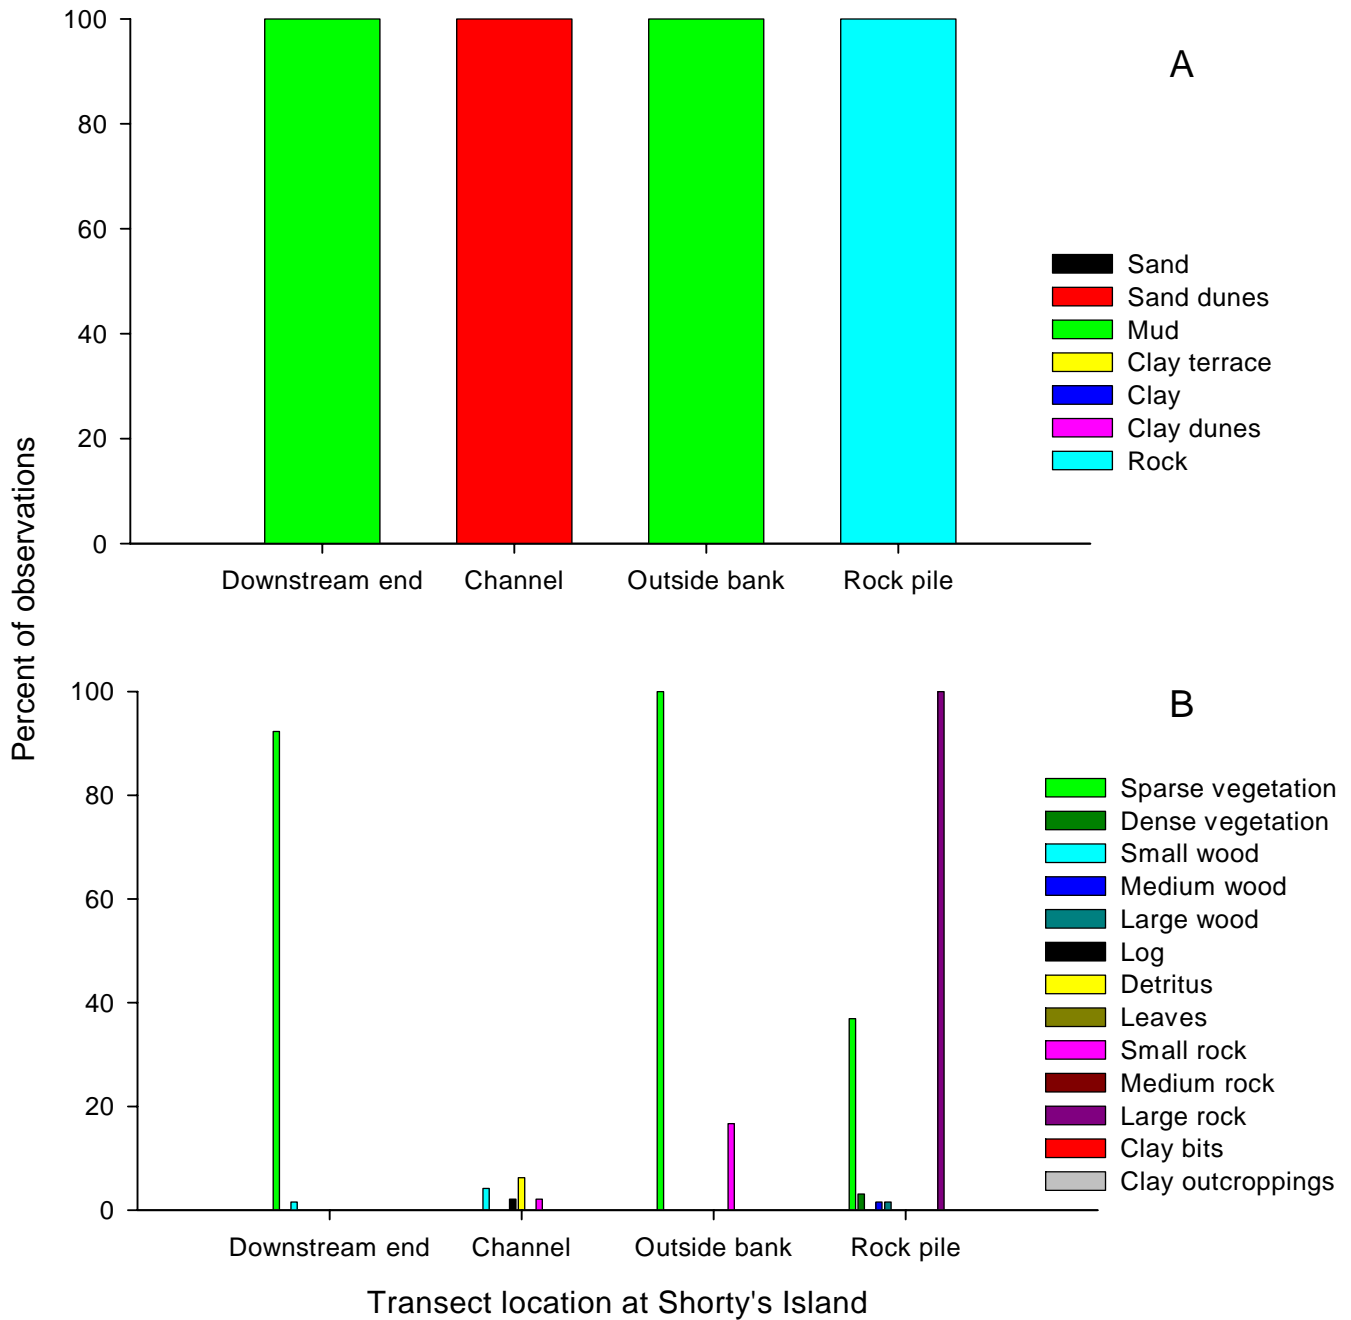 Percent of observations
100
80
60
40
20
0
Downstream end Channel Outside bank Rock pile
A
Sand
Sand dunes
Mud
Clay terrace
Clay
Clay dunes
Rock
100
80
60
40
20
0
Downstream end Channel Outside bank Rock pile
B
Sparse vegetation
Dense vegetation
Small wood
Medium wood
Large wood
Log
Detritus
Leaves
Small rock
Medium rock
Large rock
Clay bits
Clay outcroppings
Transect location at Shorty's Island